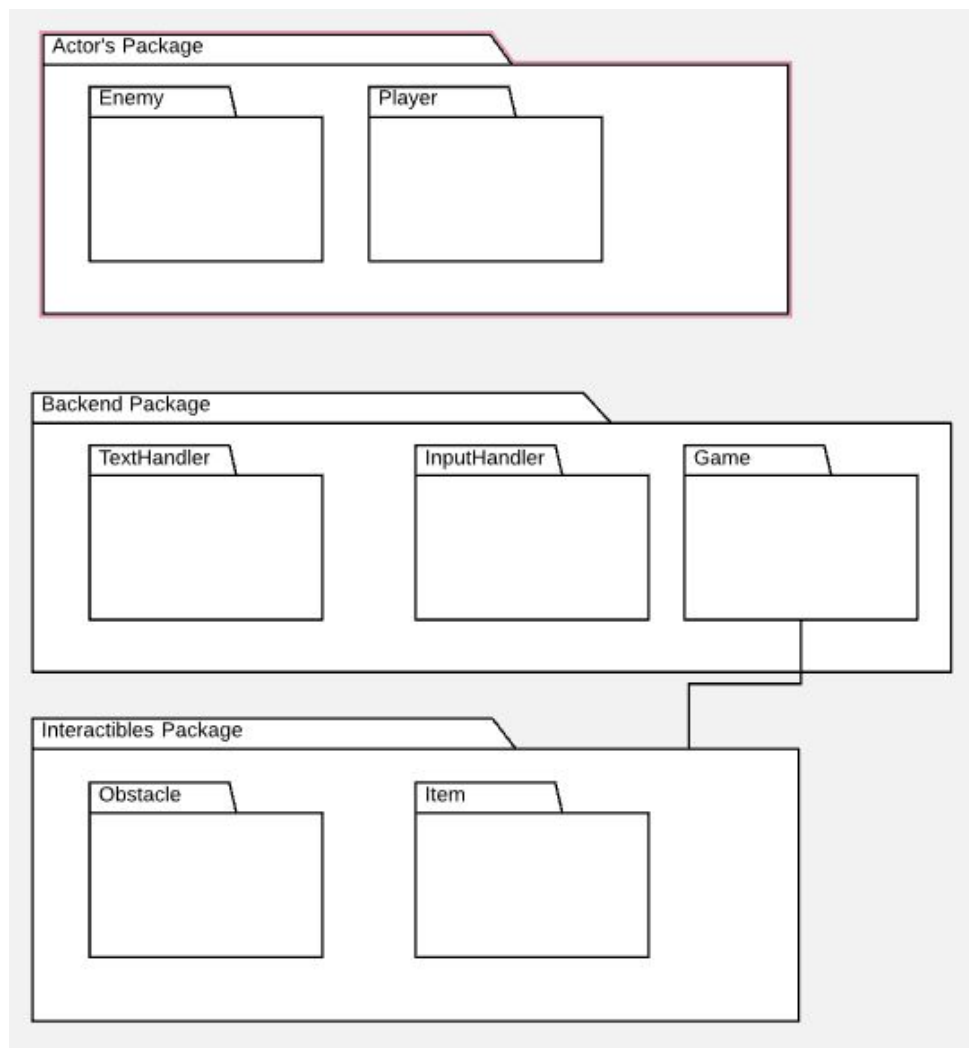 Actor's Package
Enemy
Player
Backend Package
TextHandler
InputHandler
Game
Interactibles Package
Obstacle
Item